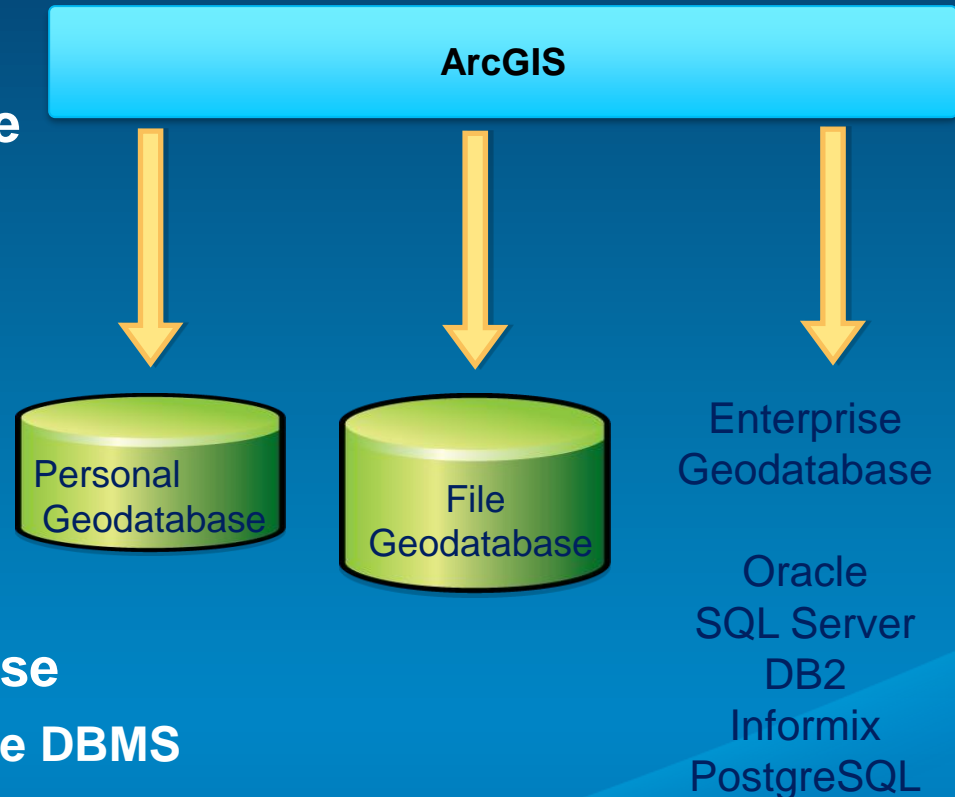 ArcGIS
e
Personal
Geodatabase
File
Geodatabase
Enterprise
Geodatabase
Oracle
SQL Server
DB2
Informix
PostgreSQL
se
e DBMS